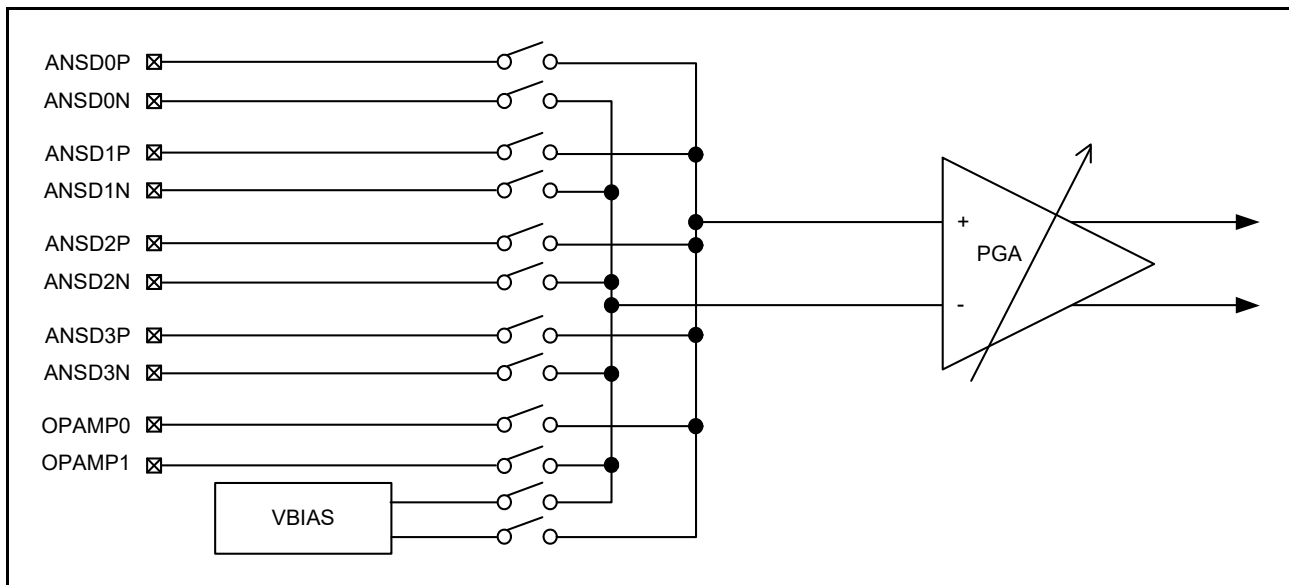 ANSD0P
ANSD0N
ANSD1P
ANSD1N
ANSD2P
+
PGA
ANSD2N
-
ANSD3P
ANSD3N
OPAMP0
OPAMP1
VBIAS